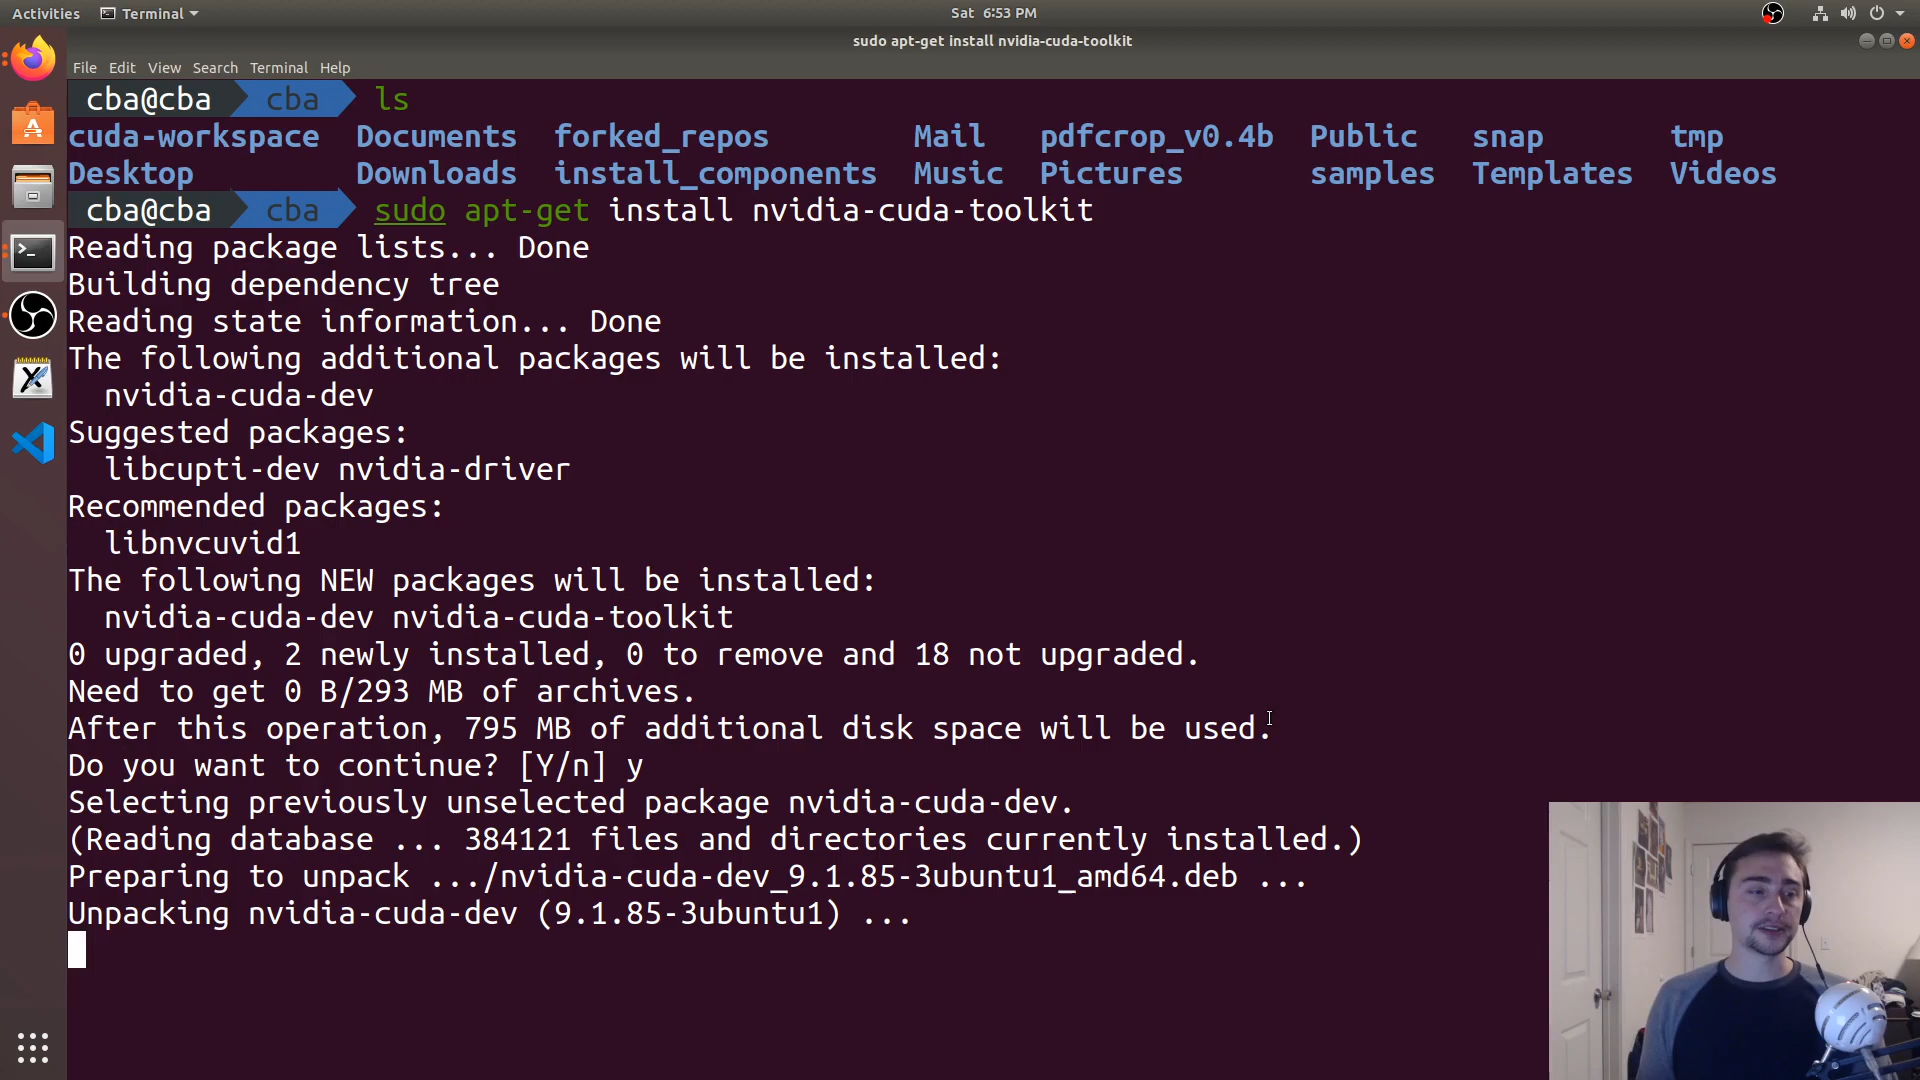 Activities Terminal Sat 6:53 PM
sudo apt-get install nvidia-cuda-toolkit
File Edit View Search Terminal Help
cba@cba cba ls
cuda-workspace Documents forked_repos Mail pdfcrop_v0.4b Public snap tmp
Desktop Downloads install_components Music Pictures samples Templates Videos
cba@cba cba sudo apt-get install nvidia-cuda-toolkit
Reading package lists... Done
Building dependency tree
Reading state information... Done
The following additional packages will be installed:
nvidia-cuda-dev
Suggested packages:
libcupti-dev nvidia-driver
Recommended packages:
libnvcuvid1
The following NEW packages will be installed:
nvidia-cuda-dev nvidia-cuda-toolkit
0 upgraded, 2 newly installed, 0 to remove and 18 not upgraded.
Need to get 0 B/293 MB of archives.
After this operation, 795 MB of additional disk space will be used.
Do you want to continue? [Y/n] y
Selecting previously unselected package nvidia-cuda-dev.
(Reading database ... 384121 files and directories currently installed.)
Preparing to unpack .../nvidia-cuda-dev_9.1.85-3ubuntu1_amd64.deb ...
Unpacking nvidia-cuda-dev (9.1.85-3ubuntu1) ...